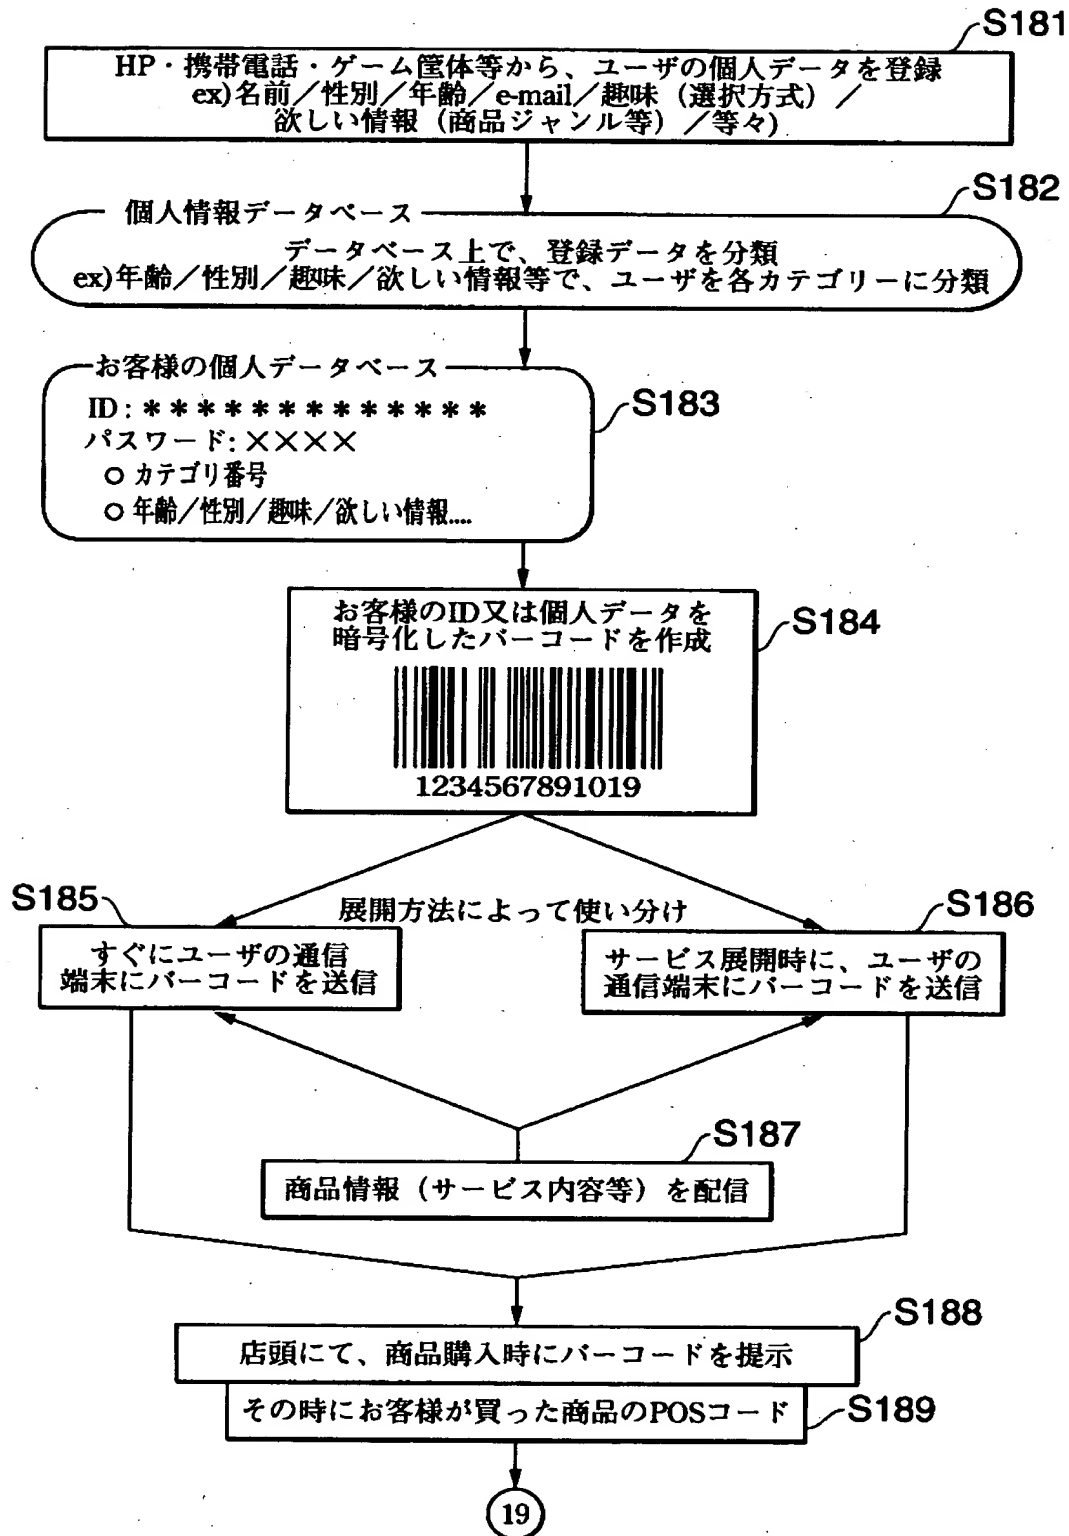 S181
HP・携帯電話・ゲーム筐体等から、ユーザの個人データを登録
ex)名前／性別／年齢／e-mail／趣味（選択方式）／
欲しい情報（商品ジャンル等）／等々)
S182
個人情報データベース
データベース上で、登録データを分類
ex)年齢／性別／趣味／欲しい情報等で、ユーザを各カテゴリーに分類
お客様の個人データベース
S183
ID:*************
パスワード:××××
○ カテゴリ番号
○ 年齢／性別／趣味／欲しい情報....
S184
お客様のID又は個人データを
暗号化したバーコードを作成
1234567891019
S185
展開方法によって使い分け
S186
すぐにユーザの通信
端末にバーコードを送信
サービス展開時に、ユーザの
通信端末にバーコードを送信
S187
商品情報（サービス内容等）を配信
S188
店頭にて、商品購入時にバーコードを提示
その時にお客様が買った商品のPOSコード
S189
19